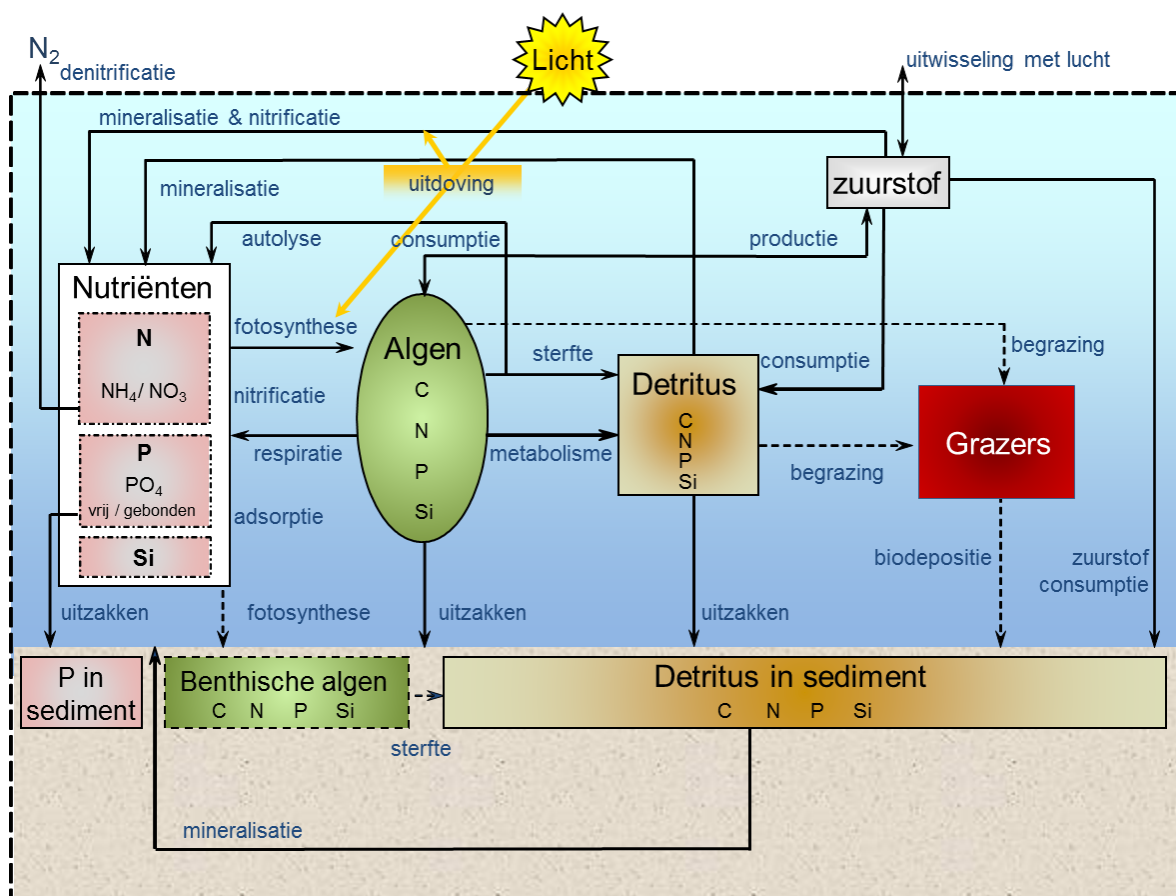 Licht
N2
denitrificatie
uitwisseling met lucht
mineralisatie & nitrificatie
mineralisatie
uitdoving
zuurstof
autolyse
consumptie
productie
Nutriënten
N
NH4/ NO3
P
PO4
vrij / gebonden
Si
fotosynthese
nitrificatie
respiratie
adsorptie
Algen
C
N
P
Si
sterfte
metabolisme
consumptie
Detritus
C
N
P
Si
begrazing
begrazing
Grazers
biodepositie
zuurstof
consumptie
uitzakken
fotosynthese
uitzakken
uitzakken
P in
sediment
Benthische algen
C N P Si
sterfte
Detritus in sediment
C N P Si
mineralisatie